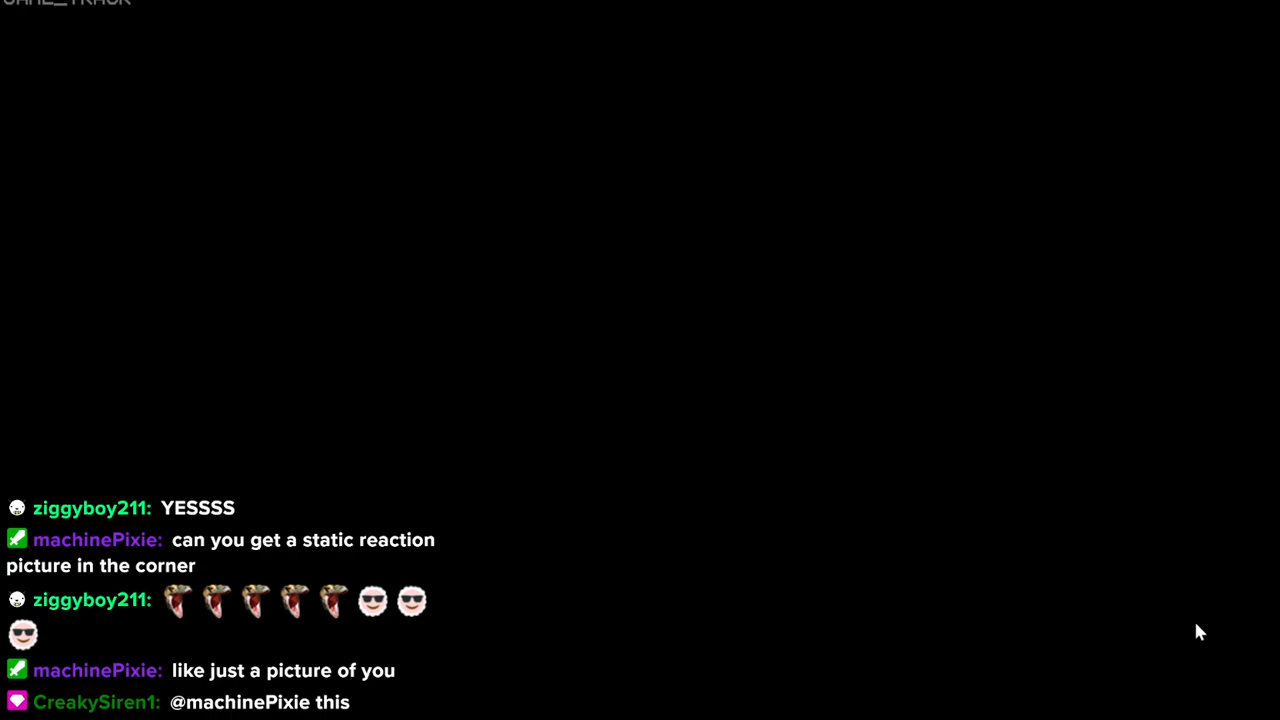 ziggyboy211: YESSSS
machinePixie: can you get a static reaction
picture in the corner
ziggyboy211:
machinePixie: like just a picture of you
CreakySiren1: @machinePixie this